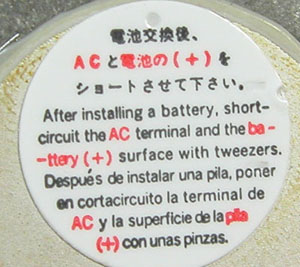 電池交換後、
ACと電池の(+)を
ショートさせて下さい。
After installing a battery, short-
circuit the AC terminal and the ba-
-ttery (+) surface with tweezers.
Después de instalar una pila, poner
en cortacircuito la terminal de
AC y la superficie de la pila
(+) con unas pinzas.